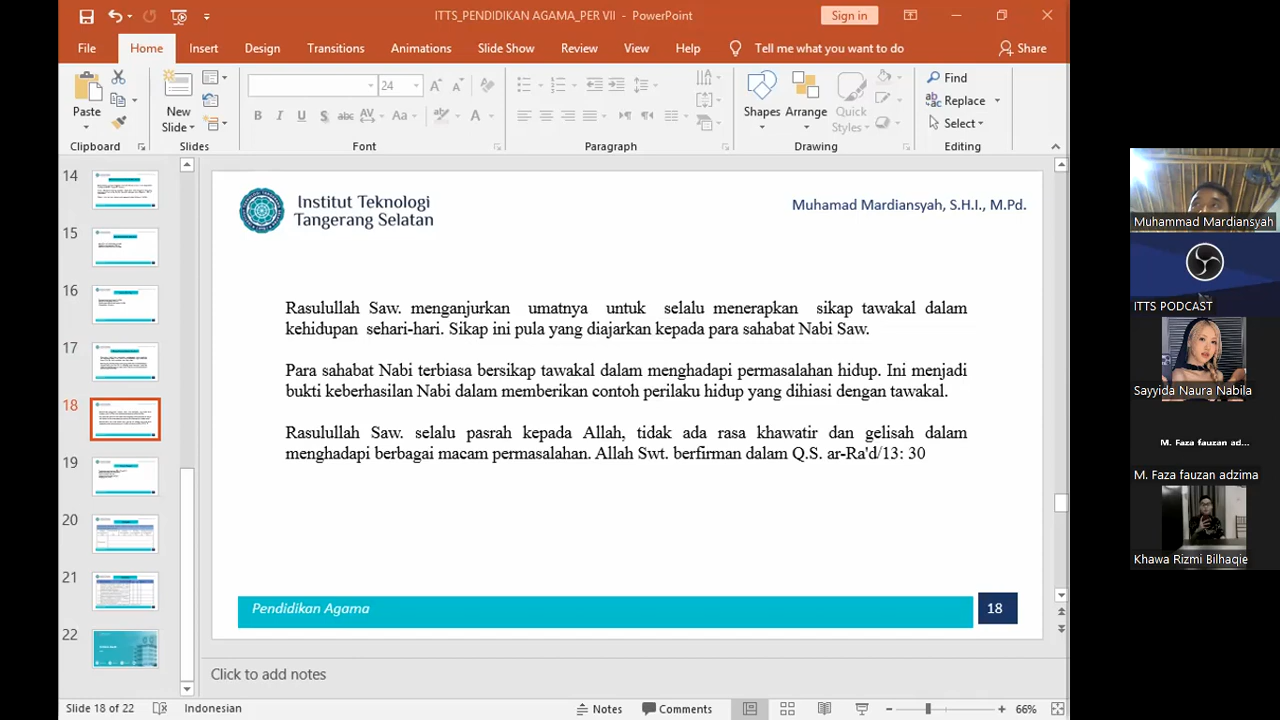 ITTS_PENDIDIKAN AGAMA_PER VII - PowerPoint
Sign in
File Home Insert Design Transitions Animations Slide Show Review View Help Tell me what you want to do Share
Paste
New Slide
24
Shapes
Arrange
Quick Styles
Find
Replace
Select
Clipboard Slides Font Paragraph Drawing Editing
14
15
16
17
18
19
20
21
22
Institut Teknologi
Tangerang Selatan
Muhamad Mardiansyah, S.H.I., M.Pd.
Rasulullah Saw. menganjurkan umatnya untuk selalu menerapkan sikap tawakal dalam
kehidupan sehari-hari. Sikap ini pula yang diajarkan kepada para sahabat Nabi Saw.
Para sahabat Nabi terbiasa bersikap tawakal dalam menghadapi permasalahan hidup. Ini menjadi
bukti keberhasilan Nabi dalam memberikan contoh perilaku hidup yang dihiasi dengan tawakal.
Rasulullah Saw. selalu pasrah kepada Allah, tidak ada rasa khawatir dan gelisah dalam
menghadapi berbagai macam permasalahan. Allah Swt. berfirman dalam Q.S. ar-Ra'd/13: 30
Pendidikan Agama
18
Click to add notes
Slide 18 of 22 Indonesian Notes Comments 66%
Muhammad Mardiansyah
ITTS PODCAST
Sayyida Naura Nabila
M. Faza fauzan ad...
M. Faza fauzan adzima
Khawa Rizmi Bilhaqie